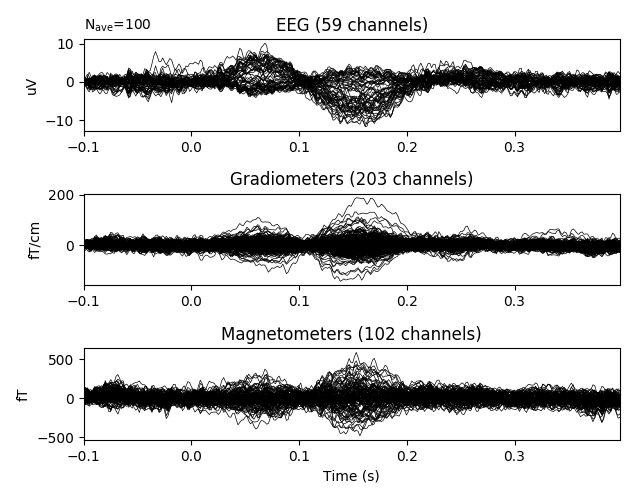 N_ave=100
EEG (59 channels)
10
0
−10
uV
−0.1 0.0 0.1 0.2 0.3
Gradiometers (203 channels)
200
0
fT/cm
−0.1 0.0 0.1 0.2 0.3
Magnetometers (102 channels)
500
0
−500
fT
−0.1 0.0 0.1 0.2 0.3
Time (s)